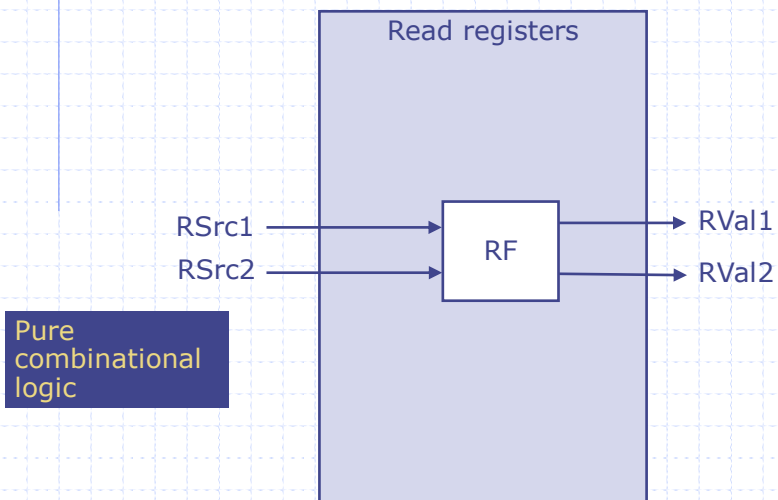 Read registers
RSrc1
RSrc2
RF
RVal1
RVal2
Pure
combinational
logic